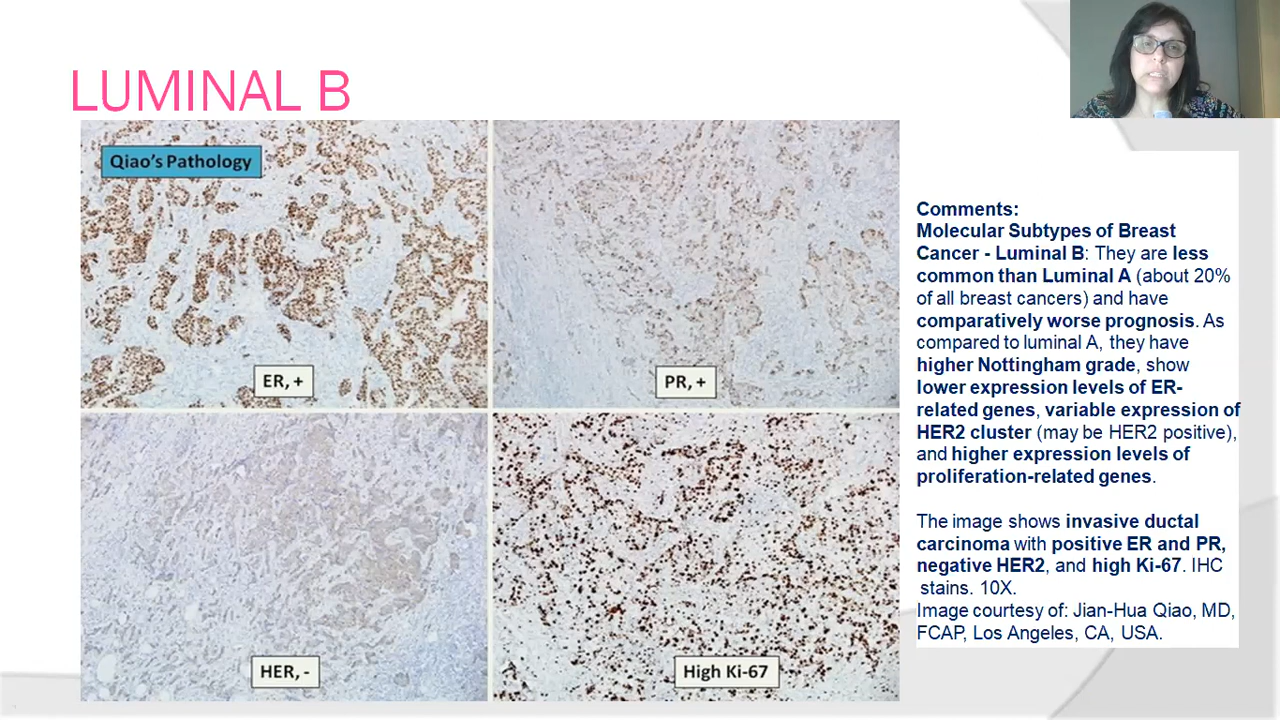 LUMINAL B
Qiao's Pathology
ER, +
PR, +
HER, -
High Ki-67
Comments:
Molecular Subtypes of Breast
Cancer - Luminal B: They are less
common than Luminal A (about 20%
of all breast cancers) and have
comparatively worse prognosis. As
compared to luminal A, they have
higher Nottingham grade, show
lower expression levels of ER-
related genes, variable expression of
HER2 cluster (may be HER2 positive),
and higher expression levels of
proliferation-related genes.
The image shows invasive ductal
carcinoma with positive ER and PR,
negative HER2, and high Ki-67. IHC
stains. 10X.
Image courtesy of: Jian-Hua Qiao, MD,
FCAP, Los Angeles, CA, USA.